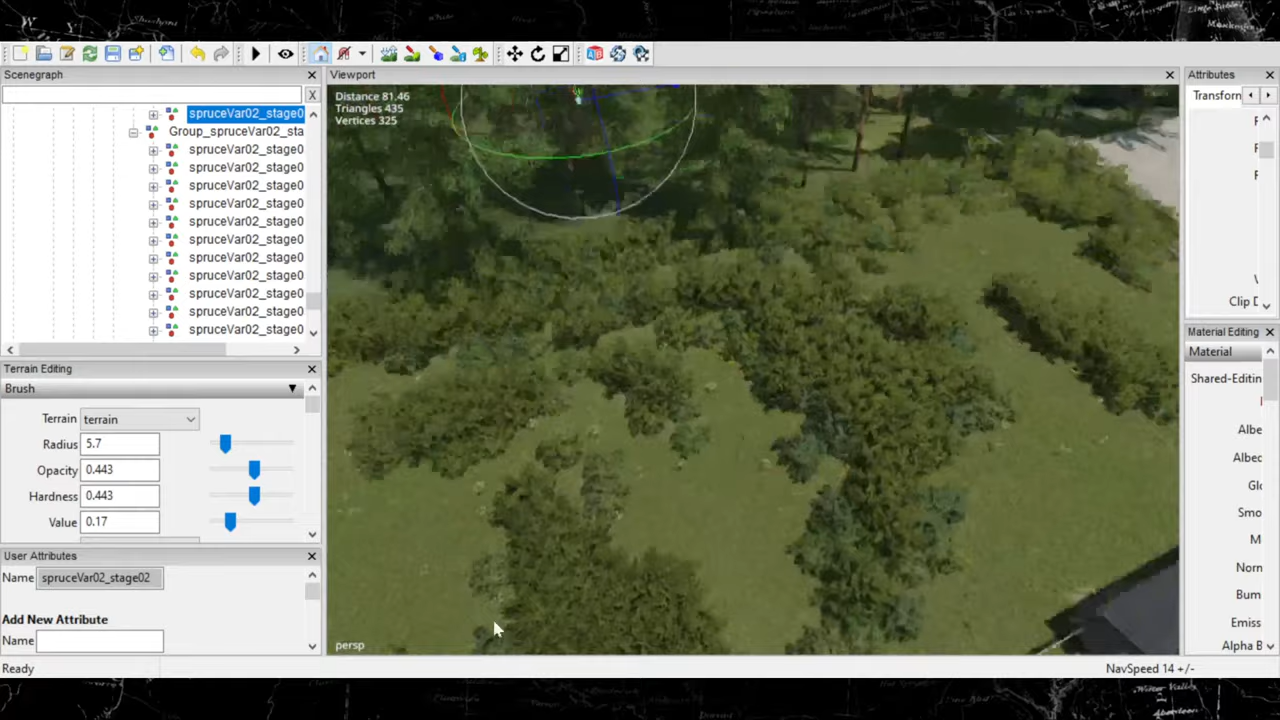 Scenegraph
X
spruceVar02_stage0
Group_spruceVar02_sta
spruceVar02_stage0
spruceVar02_stage0
spruceVar02_stage0
spruceVar02_stage0
spruceVar02_stage0
spruceVar02_stage0
spruceVar02_stage0
spruceVar02_stage0
spruceVar02_stage0
spruceVar02_stage0
spruceVar02_stage0
Terrain Editing
Brush
Terrain terrain
Radius 5.7
Opacity 0.443
Hardness 0.443
Value 0.17
User Attributes
Name spruceVar02_stage02
Add New Attribute
Name
Ready
Viewport
Distance 81.46
Triangles 435
Vertices 325
persp
Attributes
Transforn
Clip D
Material Editing
Material
Shared-Editin
Albe
Albec
Glo
Smo
M
Norn
Bum
Emiss
Alpha B
NavSpeed 14 +/-